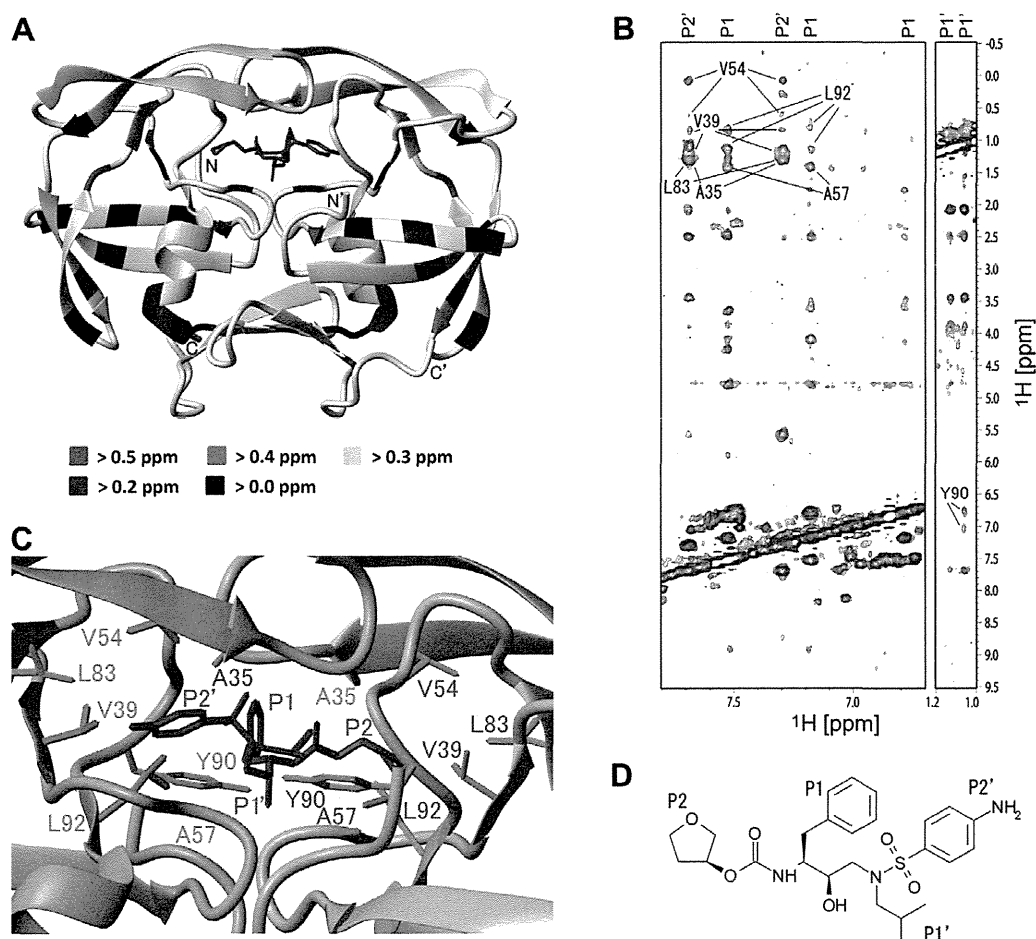 A
N
N'
C
C'
> 0.5 ppm
> 0.4 ppm
> 0.3 ppm
> 0.2 ppm
> 0.0 ppm
B
P2'
P1
P2'
P1
P1
P1'
P1'
V54
L92
V39
L83
A35
A57
Y90
-0.5
0.0
0.5
1.0
1.5
2.0
2.5
3.0
3.5
4.0
4.5
5.0
5.5
6.0
6.5
7.0
7.5
8.0
8.5
9.0
9.5
¹H [ppm]
7.5
7.0
1.2
1.0
¹H [ppm]
C
V54
L83
A35
A35
V54
P2'
P1
P2
L83
V39
V39
Y90
P1'
Y90
L92
A57
A57
L92
D
P2
O
O
O
NH
P1
OH
N
S
O
O
P2'
NH₂
P1'